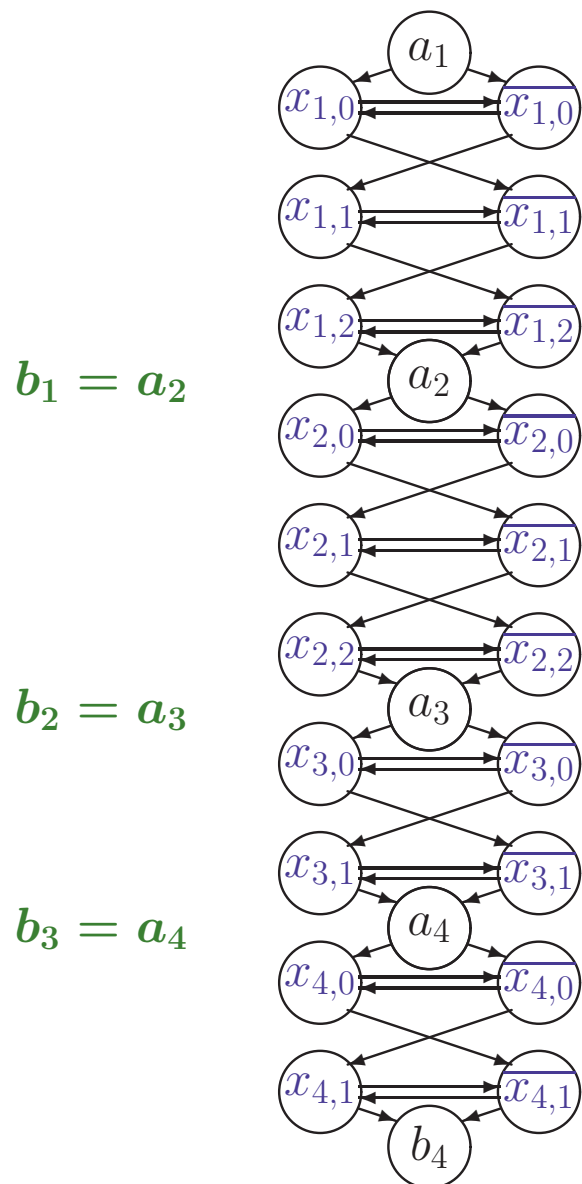 a₁
x₁,₀ x̅₁,₀
x₁,₁ x̅₁,₁
x₁,₂ x̅₁,₂
b₁ = a₂ a₂
x₂,₀ x̅₂,₀
x₂,₁ x̅₂,₁
x₂,₂ x̅₂,₂
b₂ = a₃ a₃
x₃,₀ x̅₃,₀
x₃,₁ x̅₃,₁
b₃ = a₄ a₄
x₄,₀ x̅₄,₀
x₄,₁ x̅₄,₁
b₄